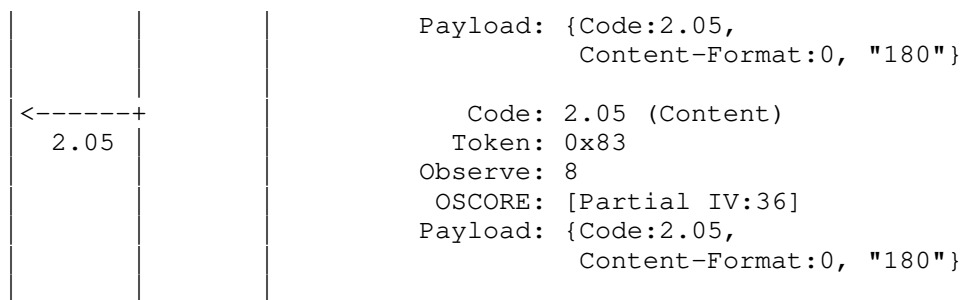 Payload: {Code:2.05,
Content-Format:0, "180"}
<------+ Code: 2.05 (Content)
2.05 Token: 0x83
Observe: 8
OSCORE: [Partial IV:36]
Payload: {Code:2.05,
Content-Format:0, "180"}